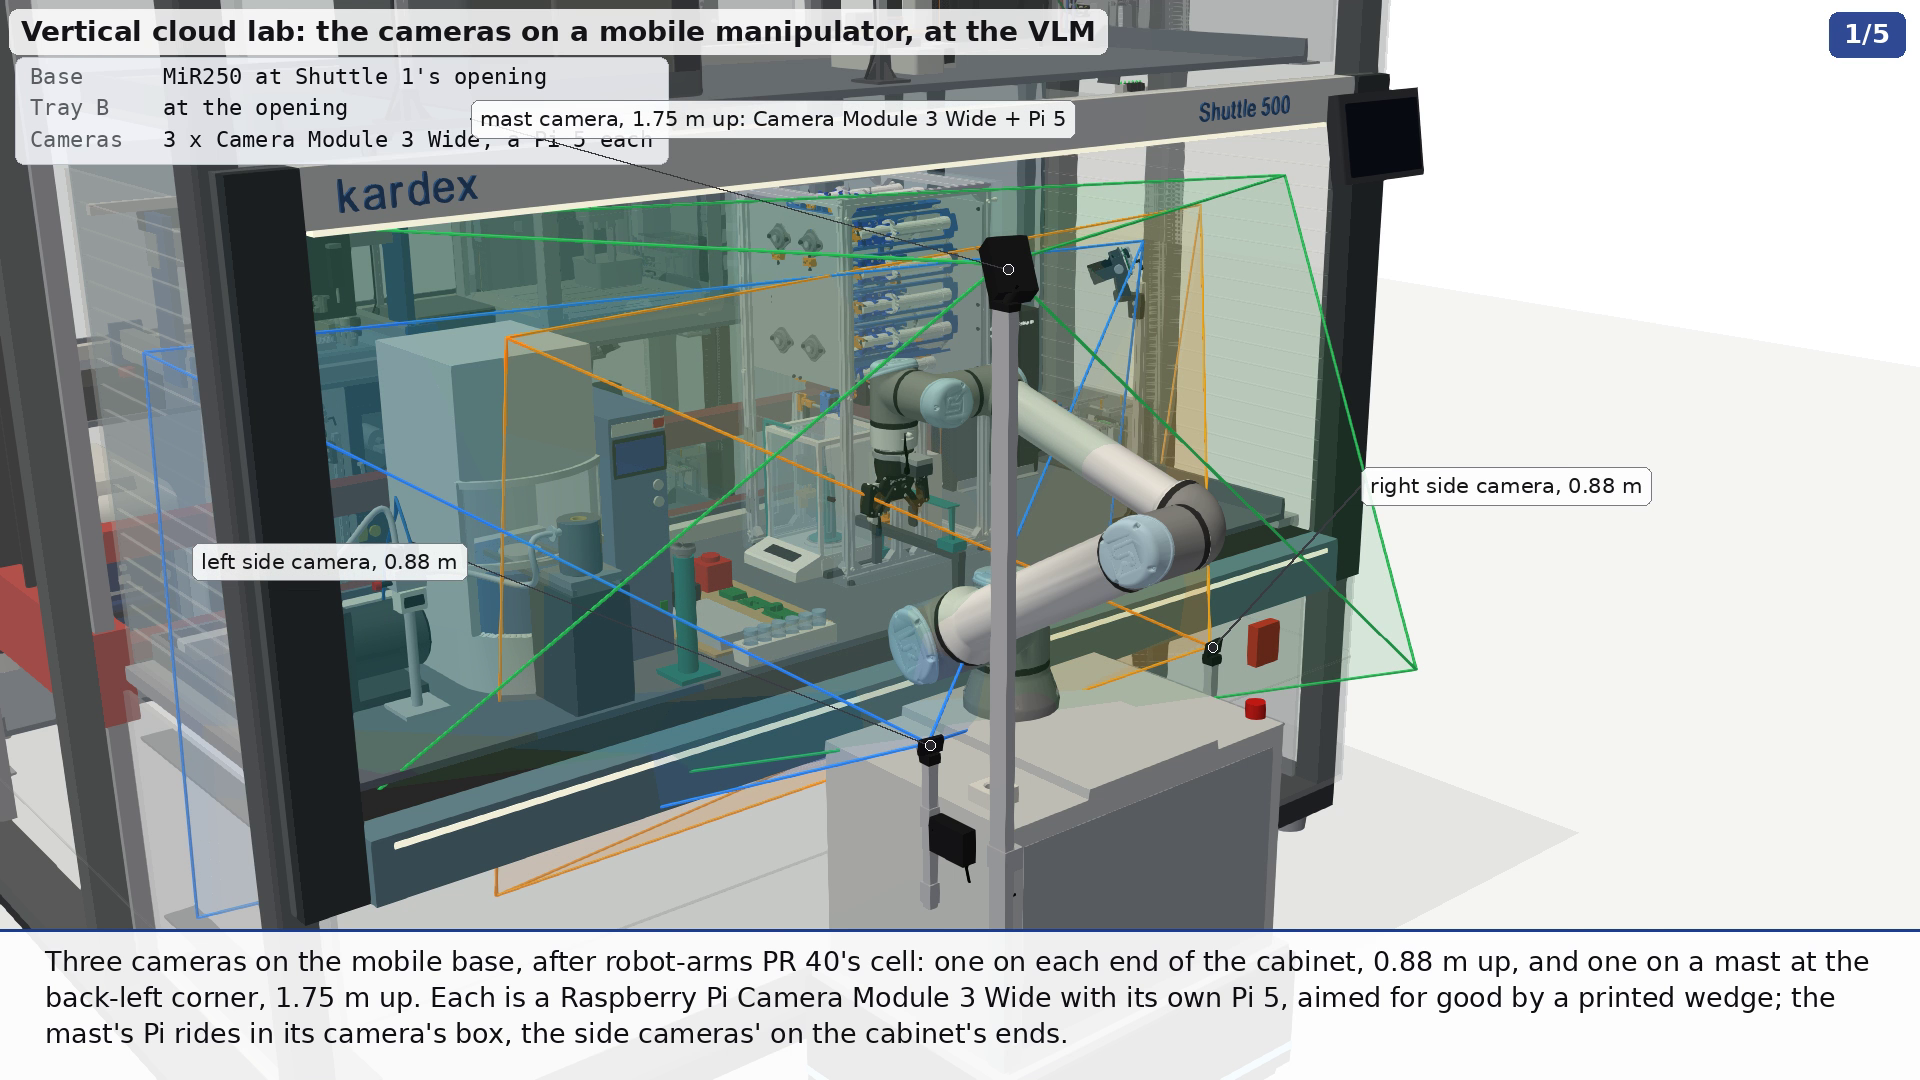 Vertical cloud lab: the cameras on a mobile manipulator, at the VLM
1/5
Base MiR250 at Shuttle 1's opening
Tray B at the opening
Cameras 3 x Camera Module 3 Wide, a Pi 5 each
mast camera, 1.75 m up: Camera Module 3 Wide + Pi 5
Shuttle 500
kardex
right side camera, 0.88 m
left side camera, 0.88 m
Three cameras on the mobile base, after robot-arms PR 40's cell: one on each end of the cabinet, 0.88 m up, and one on a mast at the
back-left corner, 1.75 m up. Each is a Raspberry Pi Camera Module 3 Wide with its own Pi 5, aimed for good by a printed wedge; the
mast's Pi rides in its camera's box, the side cameras' on the cabinet's ends.